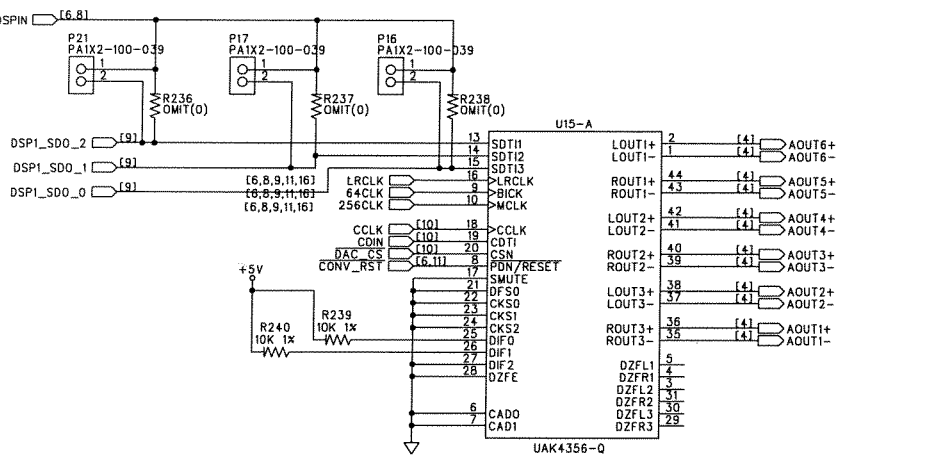 DSPIN [6,8]
P21 P17 P16
PA1X2-100-039 PA1X2-100-039 PA1X2-100-039
1 1 1
2 2 2
R236 R237 R238
OMIT(0) OMIT(0) OMIT(0)
U15-A
DSP1_SDO_2 [9] 13 SDTI1 LOUT1+ 2 [4] AOUT6+
14 SDTI2 LOUT1- 1 [4] AOUT6-
DSP1_SDO_1 [9] 15 SDTI3
[6,8,9,11,16] LRCLK 16 >LRCLK ROUT1+ 44 [4] AOUT5+
DSP1_SDO_0 [9] [6,8,9,11,16] 64CLK 9 >BICK ROUT1- 43 [4] AOUT5-
[6,8,9,11,16] 256CLK 10 >MCLK
LOUT2+ 42 [4] AOUT4+
CCLK [10] 18 >CCLK LOUT2- 41 [4] AOUT4-
CDIN [10] 19 CDTI
DAC_CS [10] 20 CSN ROUT2+ 40 [4] AOUT3+
CONV_RST [6,11] 8 PDN/RESET ROUT2- 39 [4] AOUT3-
+5V 17 SMUTE
21 DFS0 LOUT3+ 38 [4] AOUT2+
22 CKS0 LOUT3- 37 [4] AOUT2-
R239 23 CKS1
R240 10K 1% 24 CKS2 ROUT3+ 36 [4] AOUT1+
10K 1% 25 DIF0 ROUT3- 35 [4] AOUT1-
26 DIF1
27 DIF2 DZFL1 5
28 DZFE DZFR1 4
DZFL2 3
DZFR2 31
6 CAD0 DZFL3 30
7 CAD1 DZFR3 29
UAK4356-Q